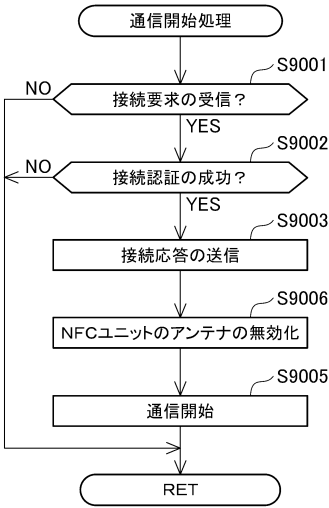 通信開始処理
S9001
接続要求の受信？
NO
YES
S9002
接続認証の成功？
NO
YES
S9003
接続応答の送信
S9006
NFCユニットのアンテナの無効化
S9005
通信開始
RET